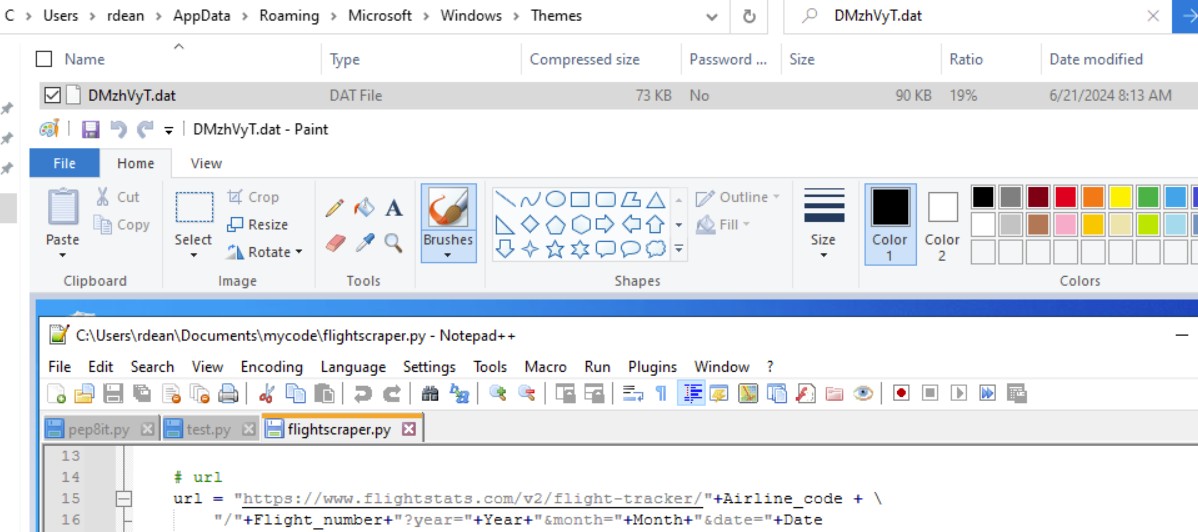 C > Users > rdean > AppData > Roaming > Microsoft > Windows > Themes
DMzhVyT.dat
Name Type Compressed size Password ... Size Ratio Date modified
DMzhVyT.dat DAT File 73 KB No 90 KB 19% 6/21/2024 8:13 AM
DMzhVyT.dat - Paint
File Home View
Cut Crop Outline
Copy Resize Fill
Paste Select Rotate Brushes Size Color 1 Color 2
Clipboard Image Tools Shapes Colors
C:\Users\rdean\Documents\mycode\flightscraper.py - Notepad++
File Edit Search View Encoding Language Settings Tools Macro Run Plugins Window ?
pep8it.py test.py flightscraper.py
13
14 # url
15 url = "https://www.flightstats.com/v2/flight-tracker/"+Airline_code + \
16 "/"+Flight_number+"?year="+Year+"&month="+Month+"&date="+Date